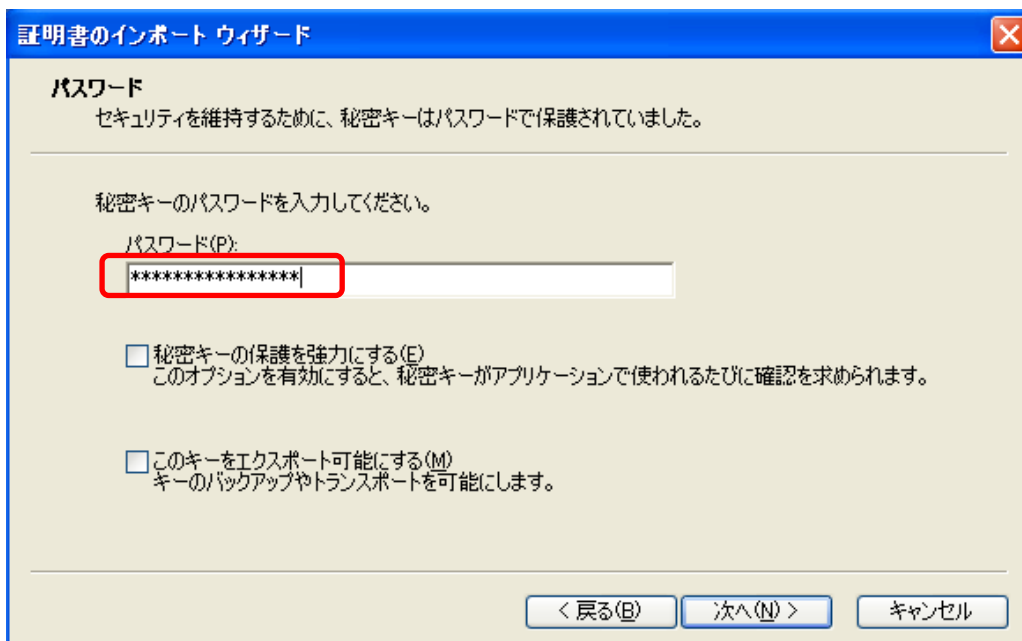 証明書のインポート ウィザード
パスワード
セキュリティを維持するために、秘密キーはパスワードで保護されていました。
秘密キーのパスワードを入力してください。
パスワード(P):
****************
秘密キーの保護を強力にする(E)
このオプションを有効にすると、秘密キーがアプリケーションで使われるたびに確認を求められます。
このキーをエクスポート可能にする(M)
キーのバックアップやトランスポートを可能にします。
< 戻る(B) 次へ(N) > キャンセル